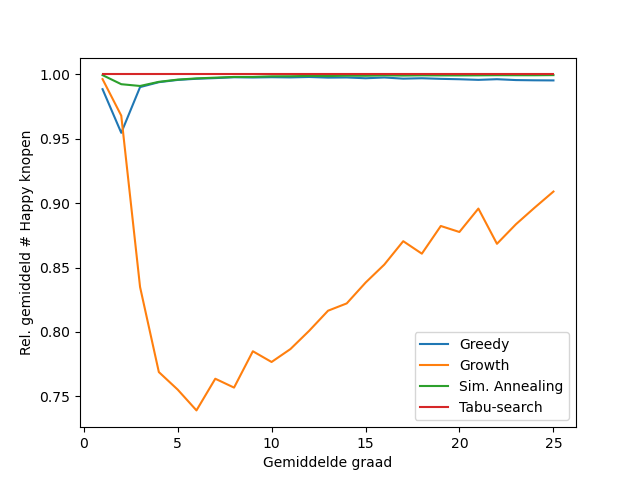 1.00
0.95
0.90
0.85
0.80
0.75
Rel. gemiddeld # Happy knopen
0 5 10 15 20 25
Gemiddelde graad
Greedy
Growth
Sim. Annealing
Tabu-search